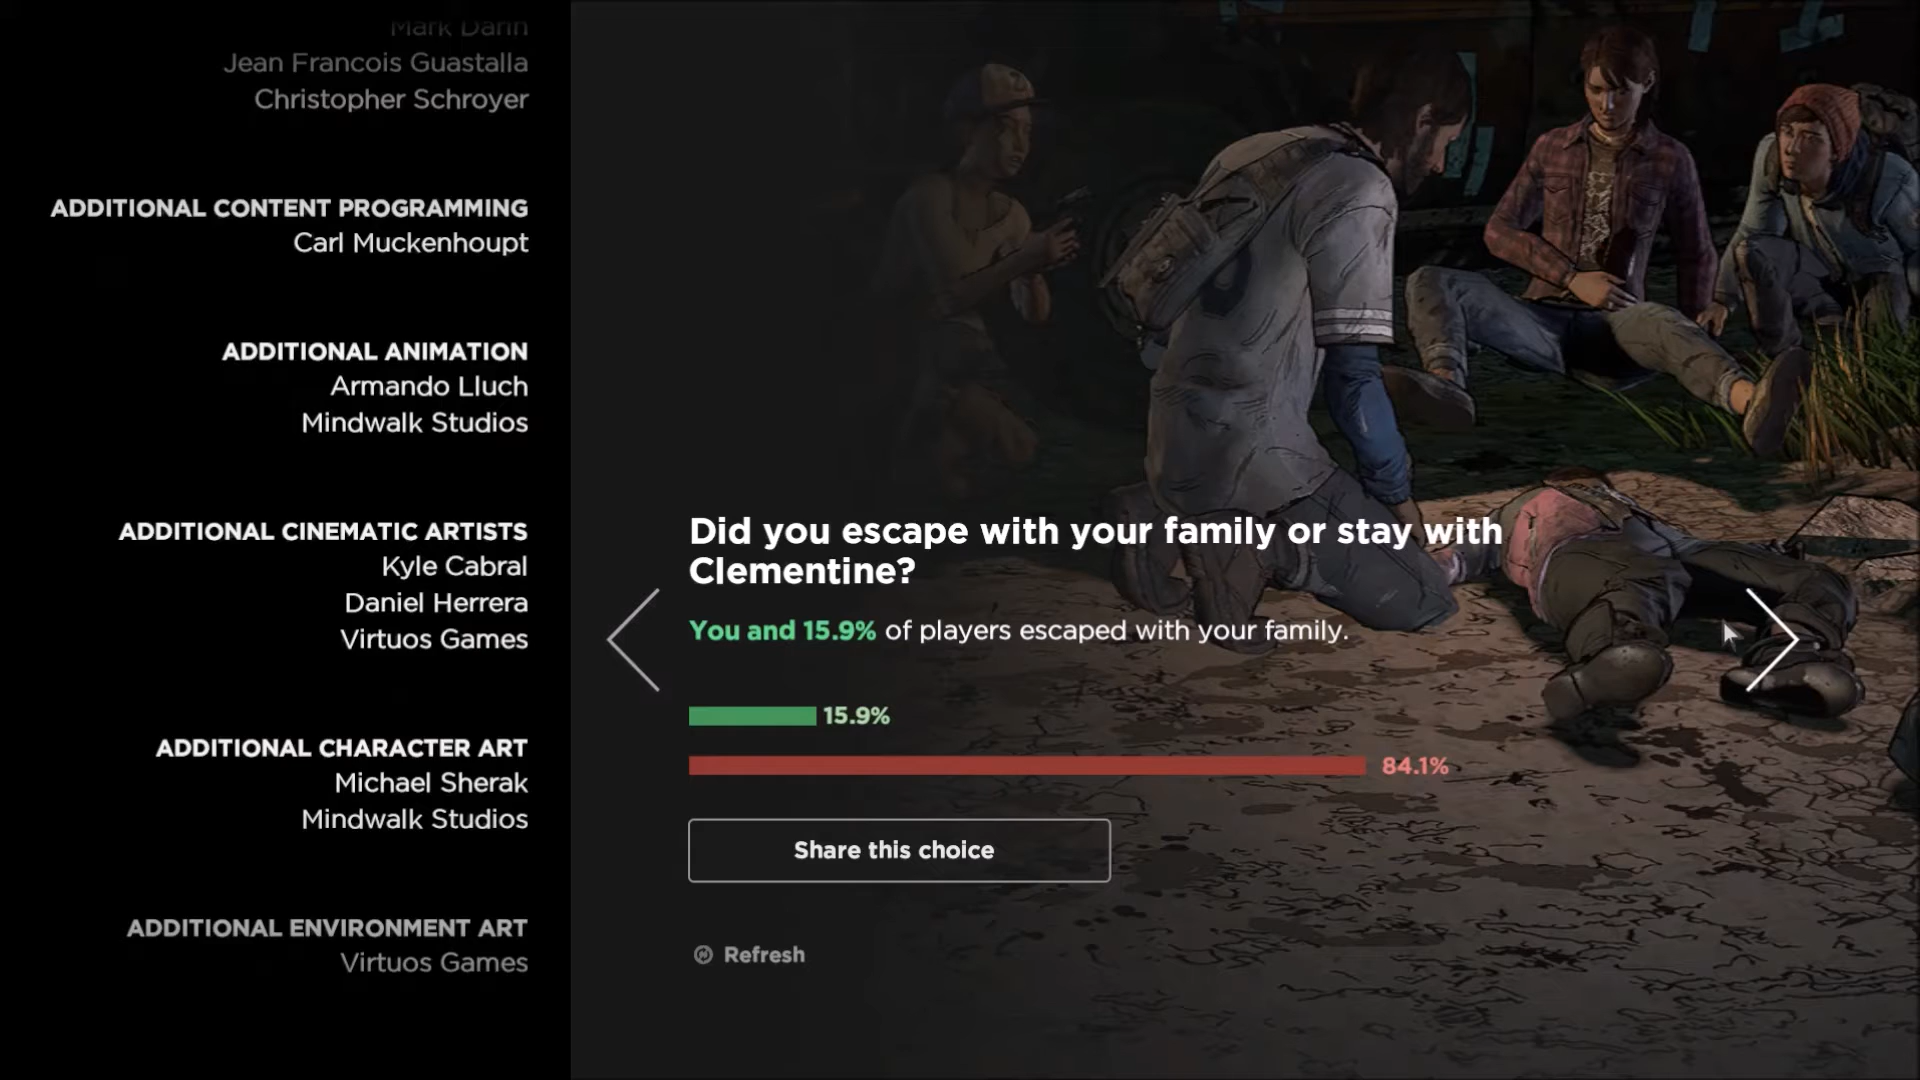 Mark Darin
Jean Francois Guastalla
Christopher Schroyer
ADDITIONAL CONTENT PROGRAMMING
Carl Muckenhoupt
ADDITIONAL ANIMATION
Armando Lluch
Mindwalk Studios
ADDITIONAL CINEMATIC ARTISTS
Kyle Cabral
Daniel Herrera
Virtuos Games
ADDITIONAL CHARACTER ART
Michael Sherak
Mindwalk Studios
ADDITIONAL ENVIRONMENT ART
Virtuos Games
Did you escape with your family or stay with
Clementine?
You and 15.9% of players escaped with your family.
15.9%
84.1%
Share this choice
Refresh